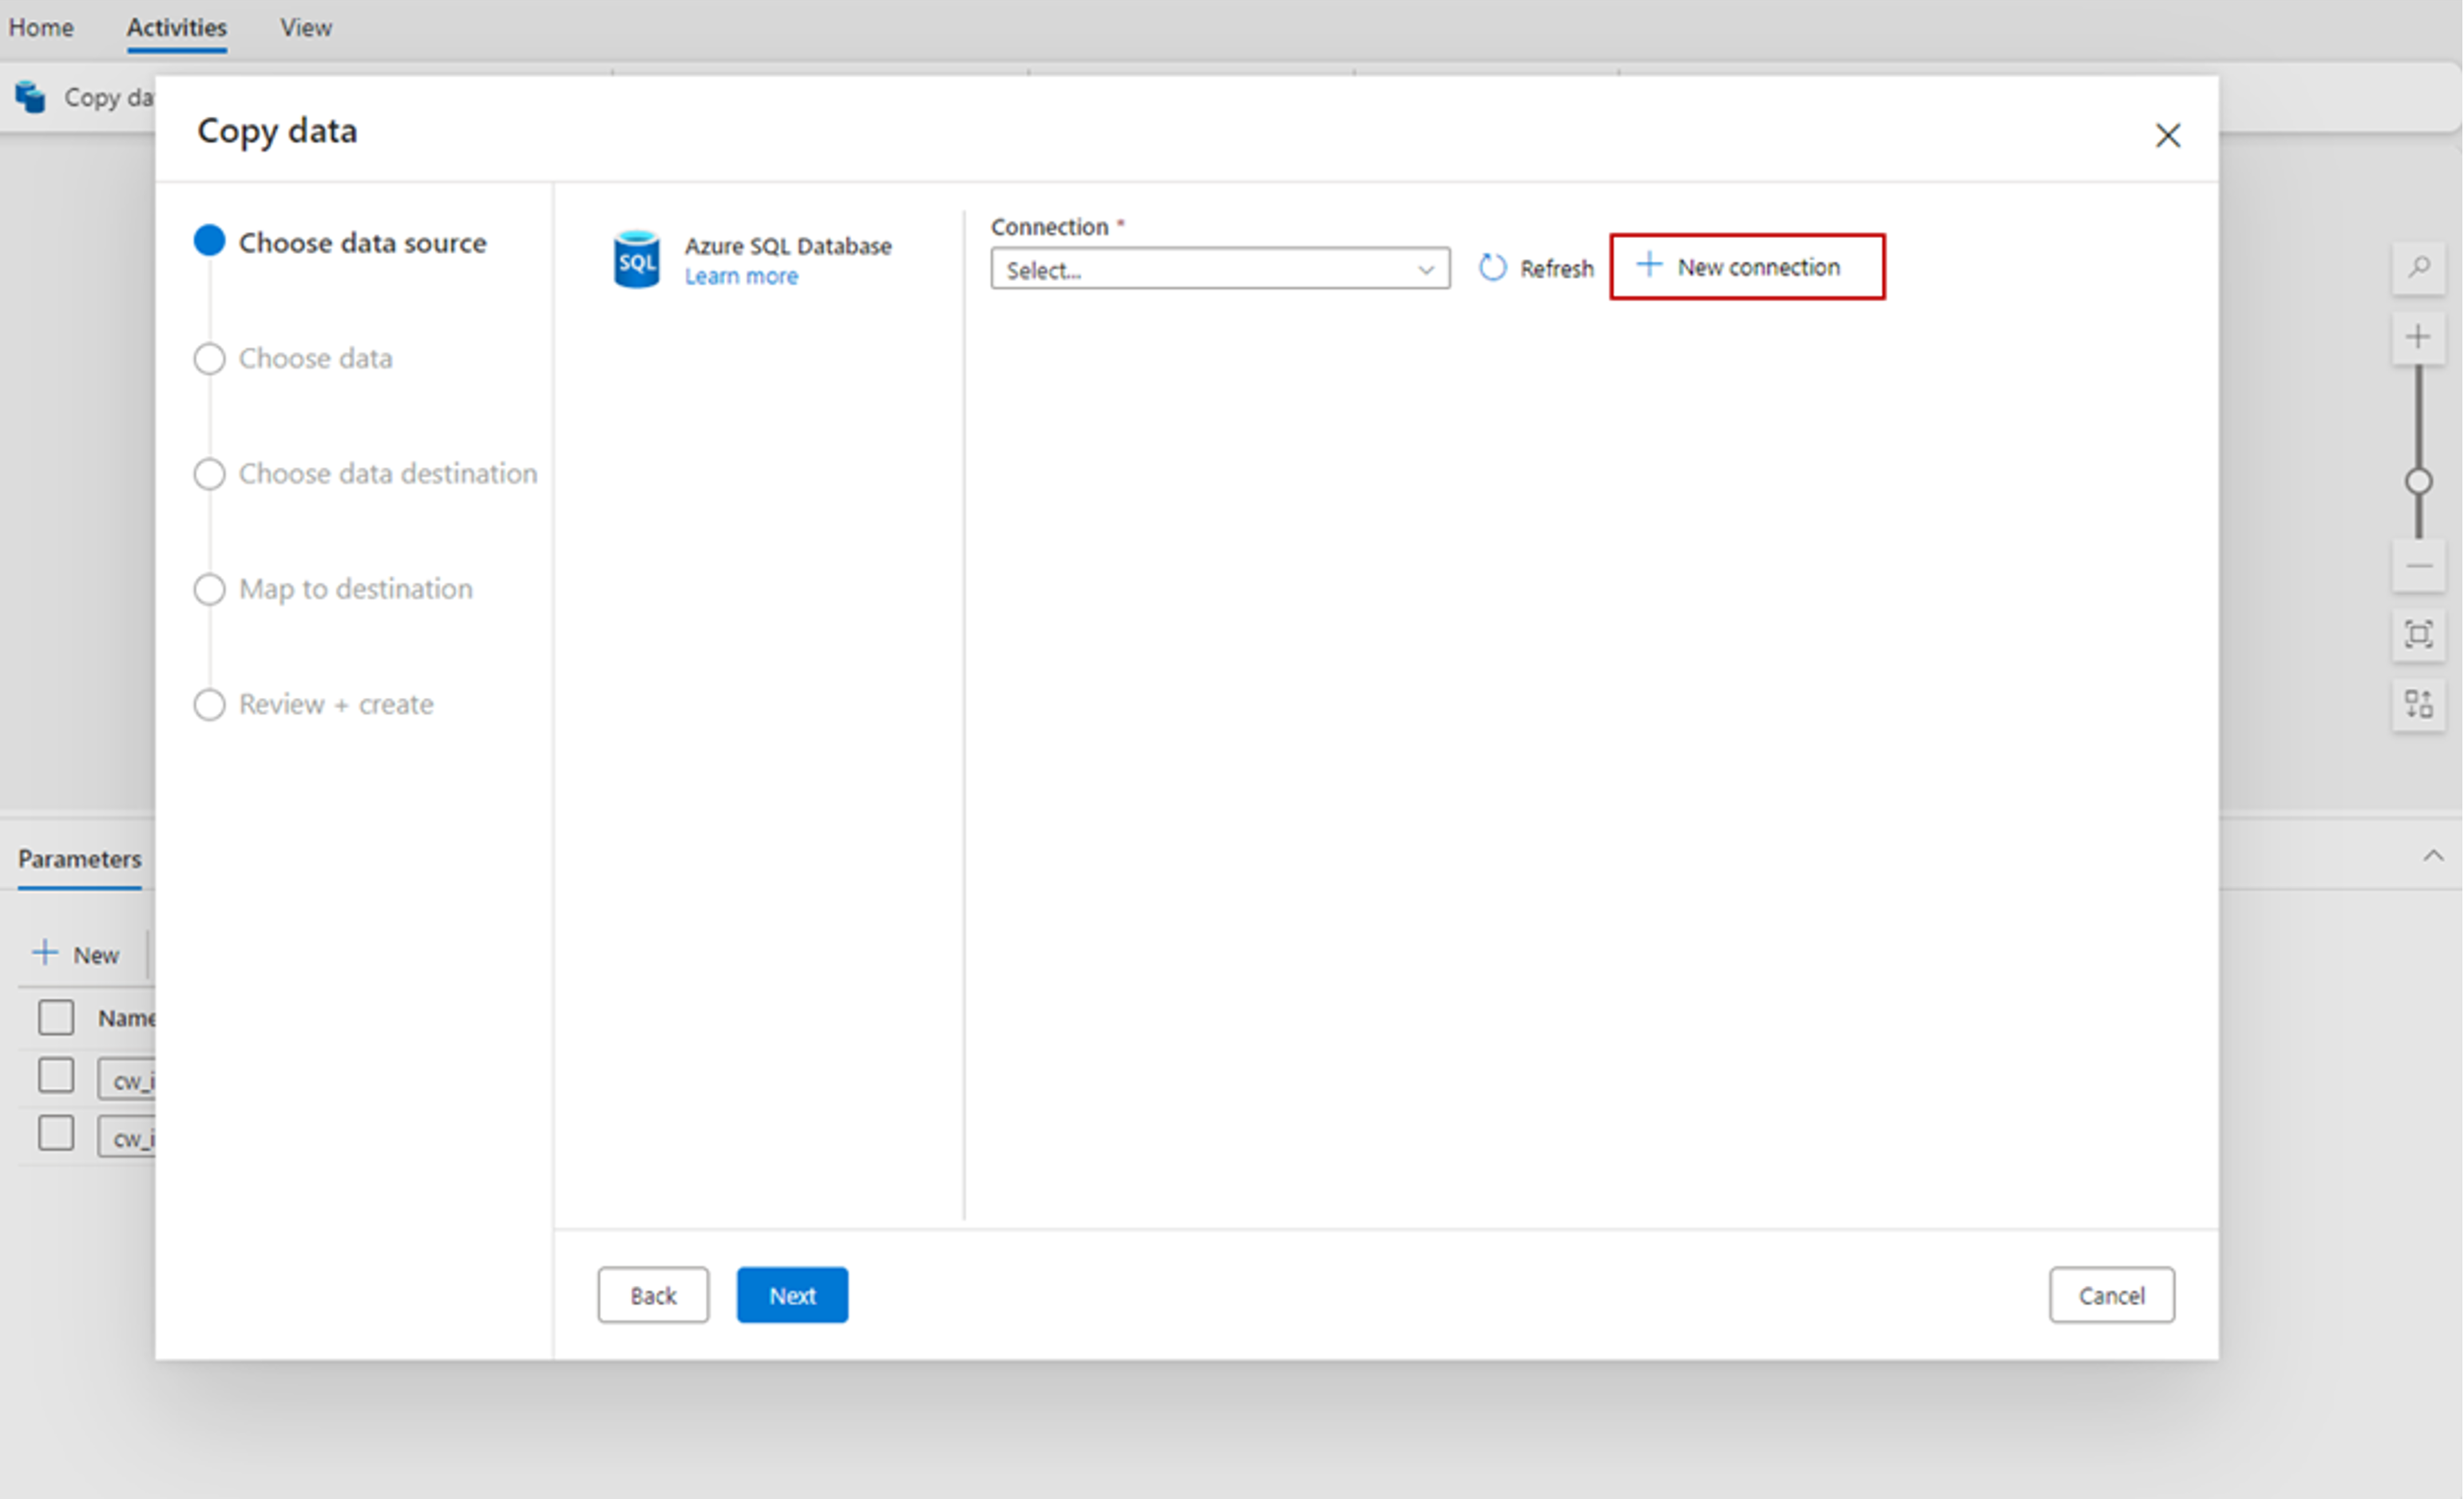 Home Activities View
Copy da
Copy data
Choose data source
Choose data
Choose data destination
Map to destination
Review + create
SQL
Azure SQL Database
Learn more
Connection *
Select...
Refresh
+ New connection
Parameters
+ New
Name
cw_i
cw_i
Back Next Cancel